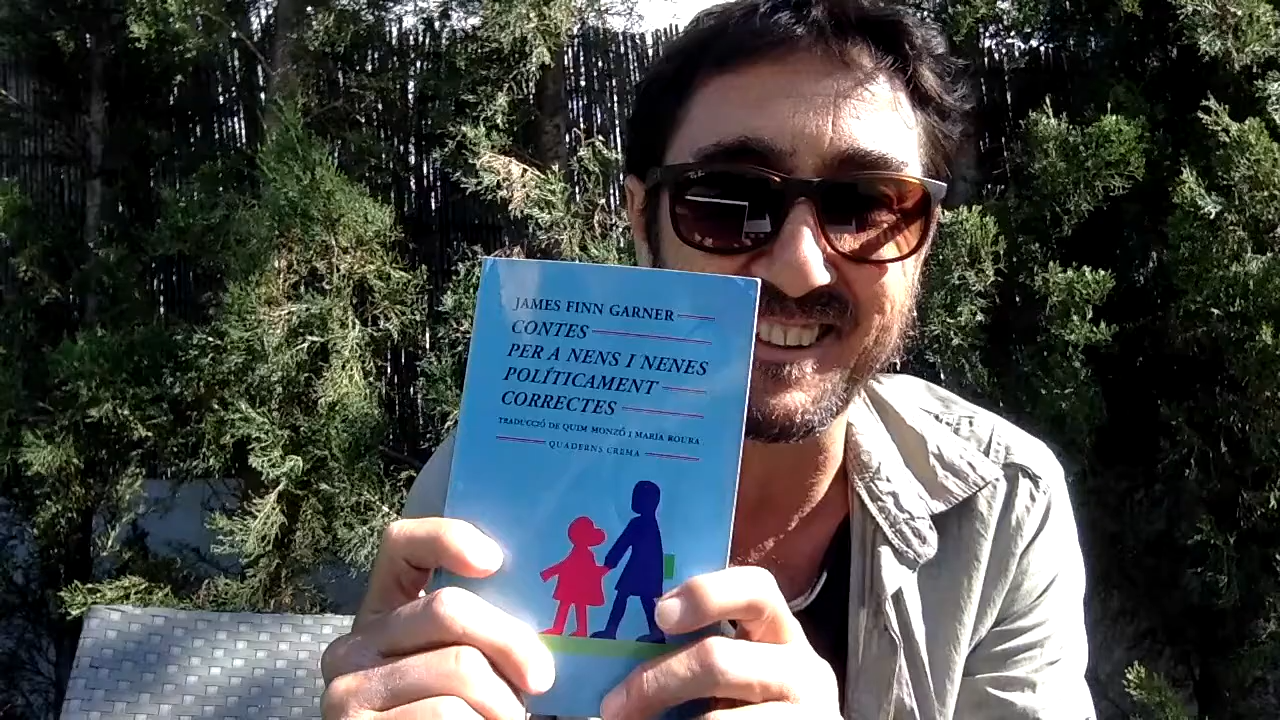 JAMES FINN GARNER
CONTES
PER A NENS I NENES
POLÍTICAMENT
CORRECTES
TRADUCCIÓ DE QUIM MONZÓ I MARIA ROURA
QUADERNS CREMA